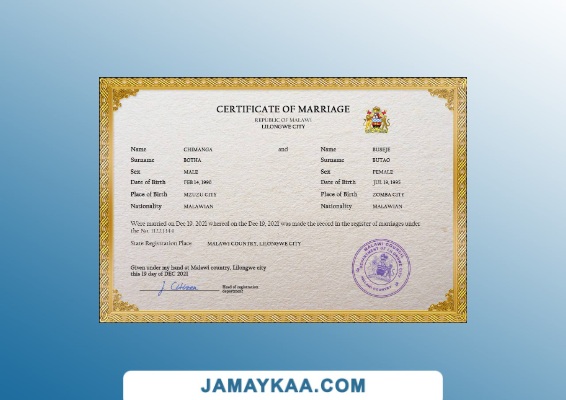 CERTIFICATE OF MARRIAGE
REPUBLIC OF MALAWI
LILONGWE CITY
Name CHIMANGA and Name BUSEJE
Surname BOTHA Surname BUTAO
Sex MALE Sex FEMALE
Date of Birth FEB 14, 1990 Date of Birth JUL 19, 1992
Place of Birth MZUZU CITY Place of Birth ZOMBA CITY
Nationality MALAWIAN Nationality MALAWIAN
Were married on Dec 19, 2021 whereof on the Dec 19, 2021 was made the record in the register of marriages under
the No.
State Registration Place MALAWI COUNTRY, LILONGWE CITY
Given under my hand at Malawi country, Lilongwe city
this 19 day of DEC 2021
Head of registration
department
MALAWI
LILONGWE CITY
JAMAYKAA.COM